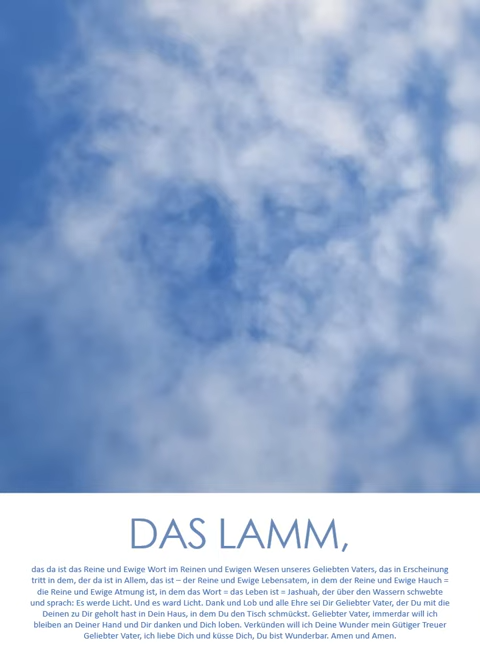 DAS LAMM,
das da ist das Reine und Ewige Wort im Reinen und Ewigen Wesen unseres Geliebten Vaters, das in Erscheinung
tritt in dem, der da ist in Allem, das ist – der Reine und Ewige Lebensatem, in dem der Reine und Ewige Hauch =
die Reine und Ewige Atmung ist, in dem das Wort = das Leben ist = Jashuah, der über den Wassern schwebte
und sprach: Es werde Licht. Und es ward Licht. Dank und Lob und alle Ehre sei Dir Geliebter Vater, der Du mit die
Deinen zu Dir geholt hast in Dein Haus, in dem Du den Tisch schmückst. Geliebter Vater, immerdar will ich
bleiben an Deiner Hand und Dir danken und Dich loben. Verkünden will ich Deine Wunder mein Gütiger Treuer
Geliebter Vater, ich liebe Dich und küsse Dich, Du bist Wunderbar. Amen und Amen.